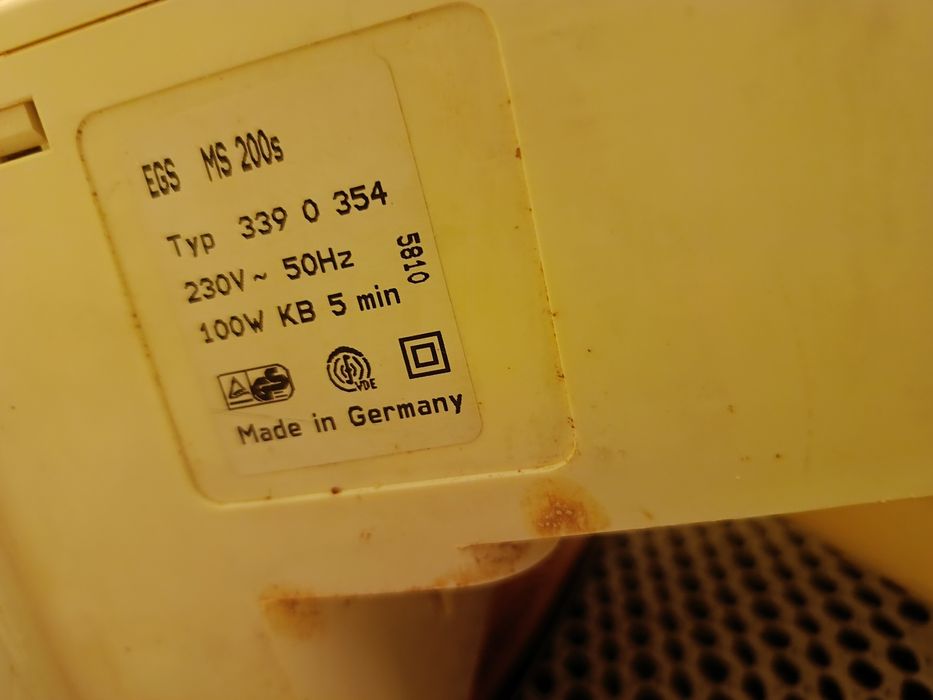 EGS MS 200s
Typ 339 0 354
230V~ 50Hz
5810
100W KB 5 min
VDE
Made in Germany